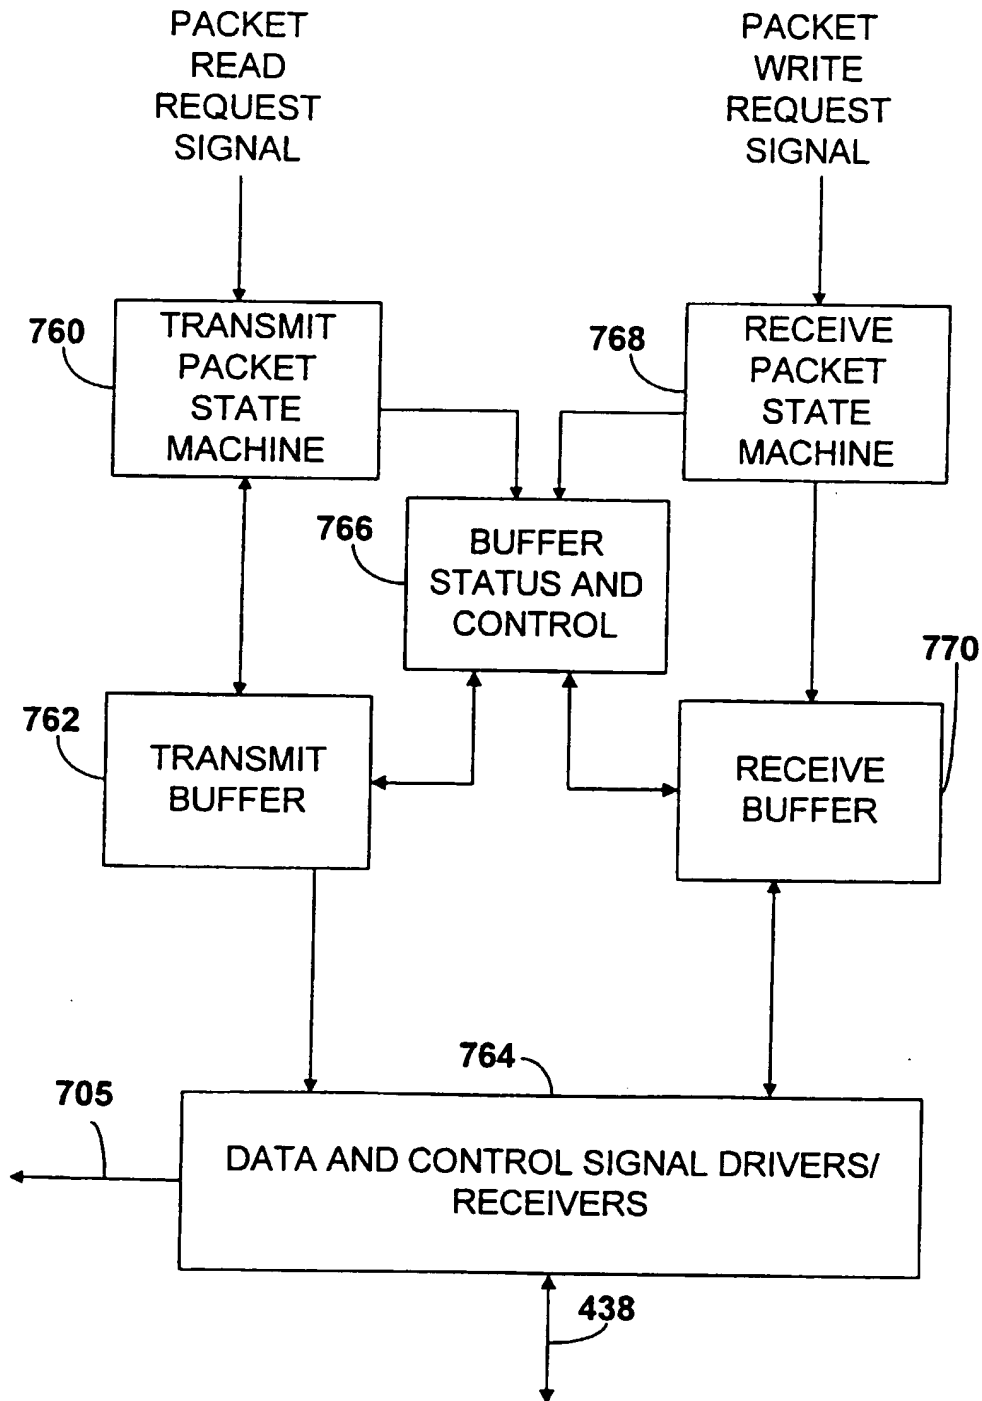 PACKET
READ
REQUEST
SIGNAL
PACKET
WRITE
REQUEST
SIGNAL
760
TRANSMIT
PACKET
STATE
MACHINE
768
RECEIVE
PACKET
STATE
MACHINE
766
BUFFER
STATUS AND
CONTROL
762
TRANSMIT
BUFFER
770
RECEIVE
BUFFER
764
705
DATA AND CONTROL SIGNAL DRIVERS/
RECEIVERS
438